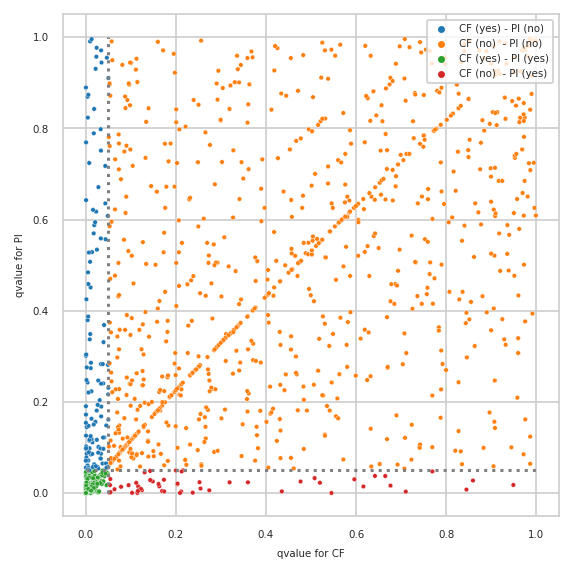 CF (yes) - PI (no)
CF (no)  - PI (no)
CF (yes) - PI (yes)
CF (no)  - PI (yes)
1.0
0.8
0.6
0.4
0.2
0.0
qvalue for PI
0.0 0.2 0.4 0.6 0.8 1.0
qvalue for CF